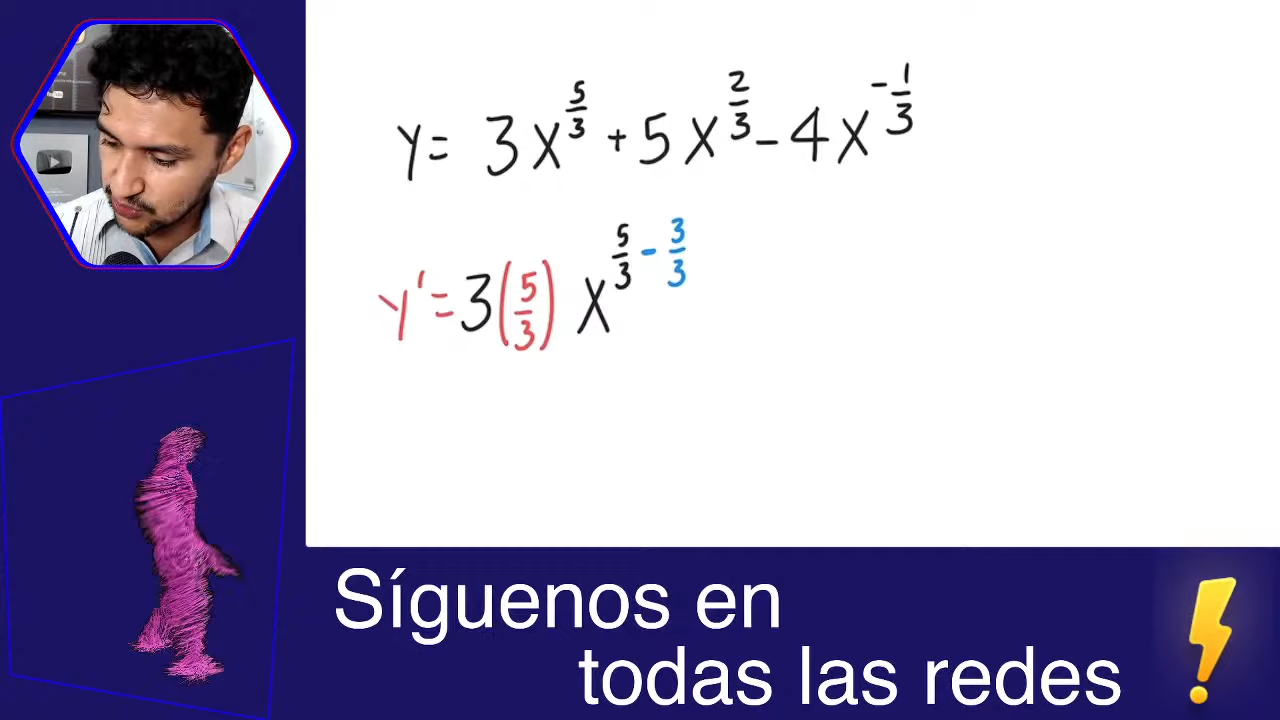 y = 3x^{5/3} + 5x^{2/3} - 4x^{-1/3}
y' = 3(5/3) x^{5/3 - 3/3}
Síguenos en
todas las redes